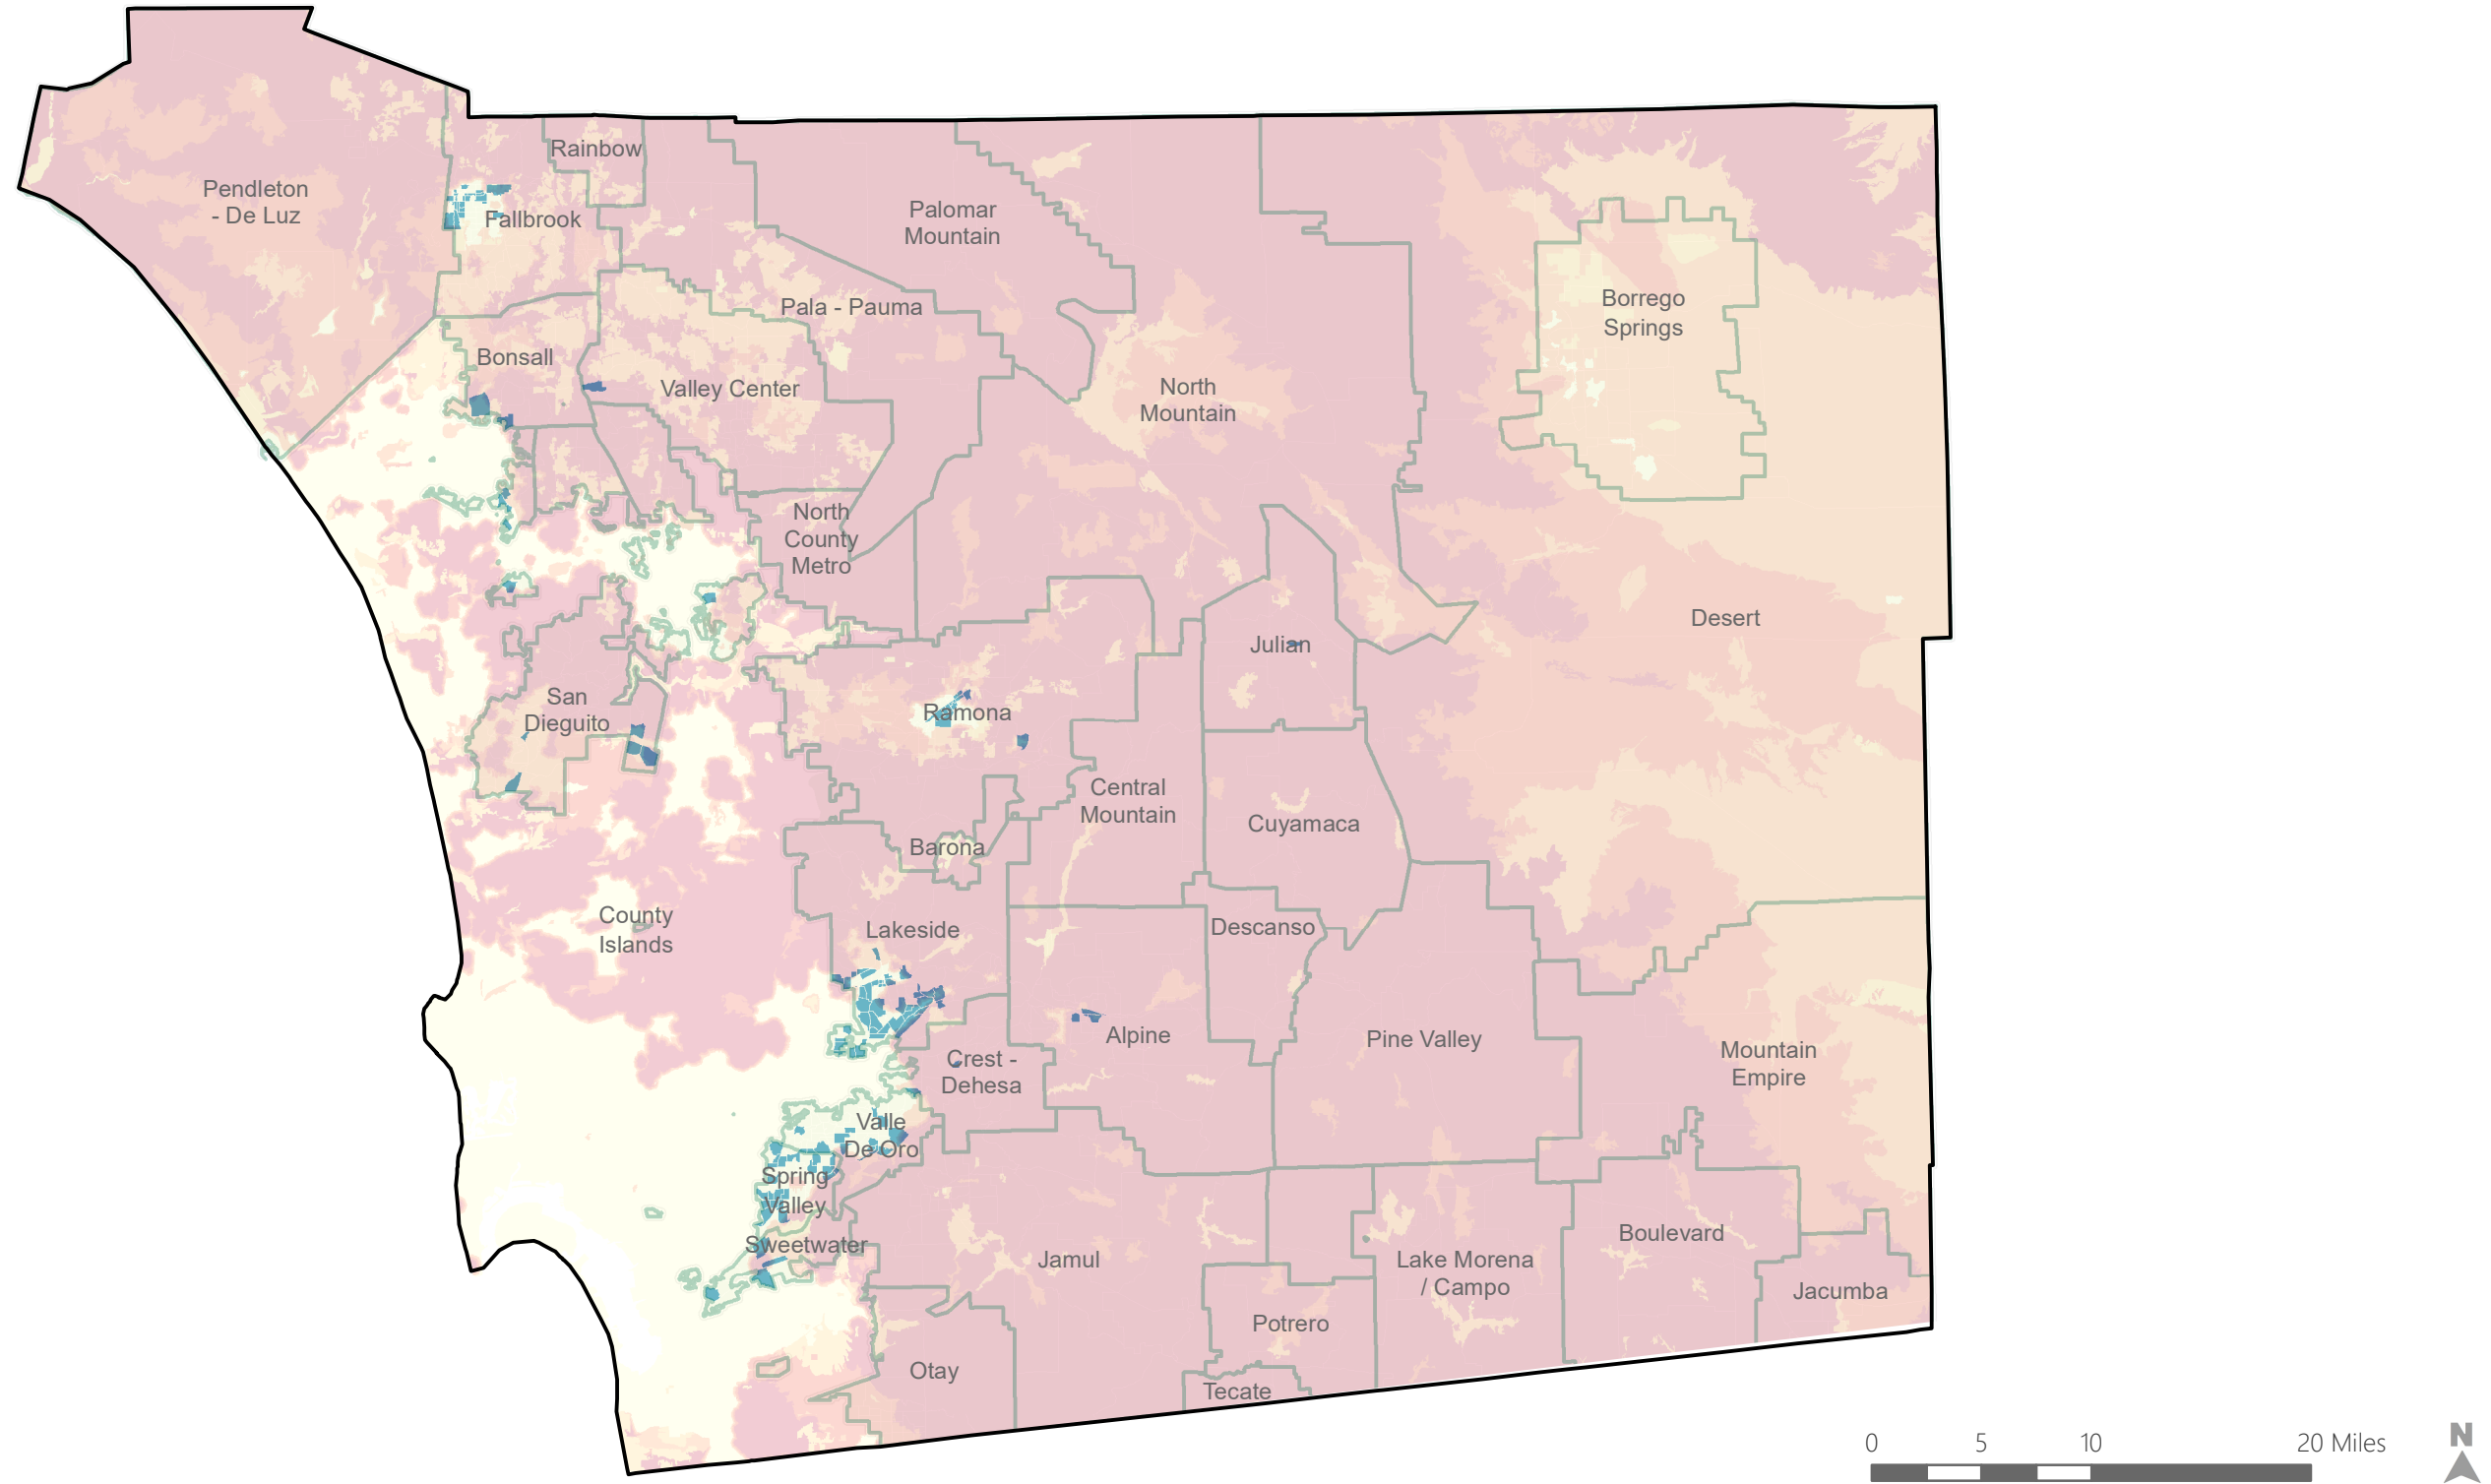 Rainbow
Pendleton
- De Luz
Fallbrook
Palomar
Mountain
Pala - Pauma
Borrego
Springs
Bonsall
Valley Center
North
Mountain
North
County
Metro
Desert
Julian
San
Dieguito
Ramona
Central
Mountain
Cuyamaca
Barona
County
Islands
Lakeside
Descanso
Alpine
Pine Valley
Crest -
Dehesa
Mountain
Empire
Valle
De Oro
Spring
Valley
Sweetwater
Jamul
Lake Morena
/ Campo
Boulevard
Jacumba
Potrero
Otay
Tecate
0 5 10 20 Miles
N